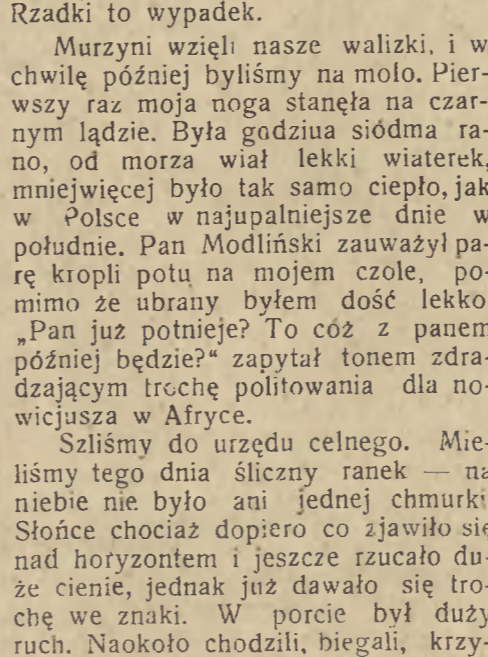 Rzadki to wypadek.
Murzyni wzięli nasze walizki, i w
chwilę później byliśmy na molo. Pier-
wszy raz moja noga stanęła na czar-
nym lądzie. Była godziua siódma ra-
no, od morza wiał lekki wiaterek,
mniejwięcej było tak samo ciepło, jak
w Polsce w najupalniejsze dnie w
południe. Pan Modliński zauważył pa-
rę kropli potu na mojem czole, po-
mimo że ubrany byłem dość lekko
„Pan już potnieje? To cóż z panem
później będzie?“ zapytał tonem zdra-
dzającym trochę politowania dla no-
wicjusza w Afryce.
Szliśmy do urzędu celnego. Mie-
liśmy tego dnia śliczny ranek — na
niebie nie było ani jednej chmurki
Słońce chociaż dopiero co zjawiło się
nad horyzontem i jeszcze rzucało du-
że cienie, jednak już dawało się tro-
chę we znaki. W porcie był duży
ruch. Naokoło chodzili, biegali, krzy-